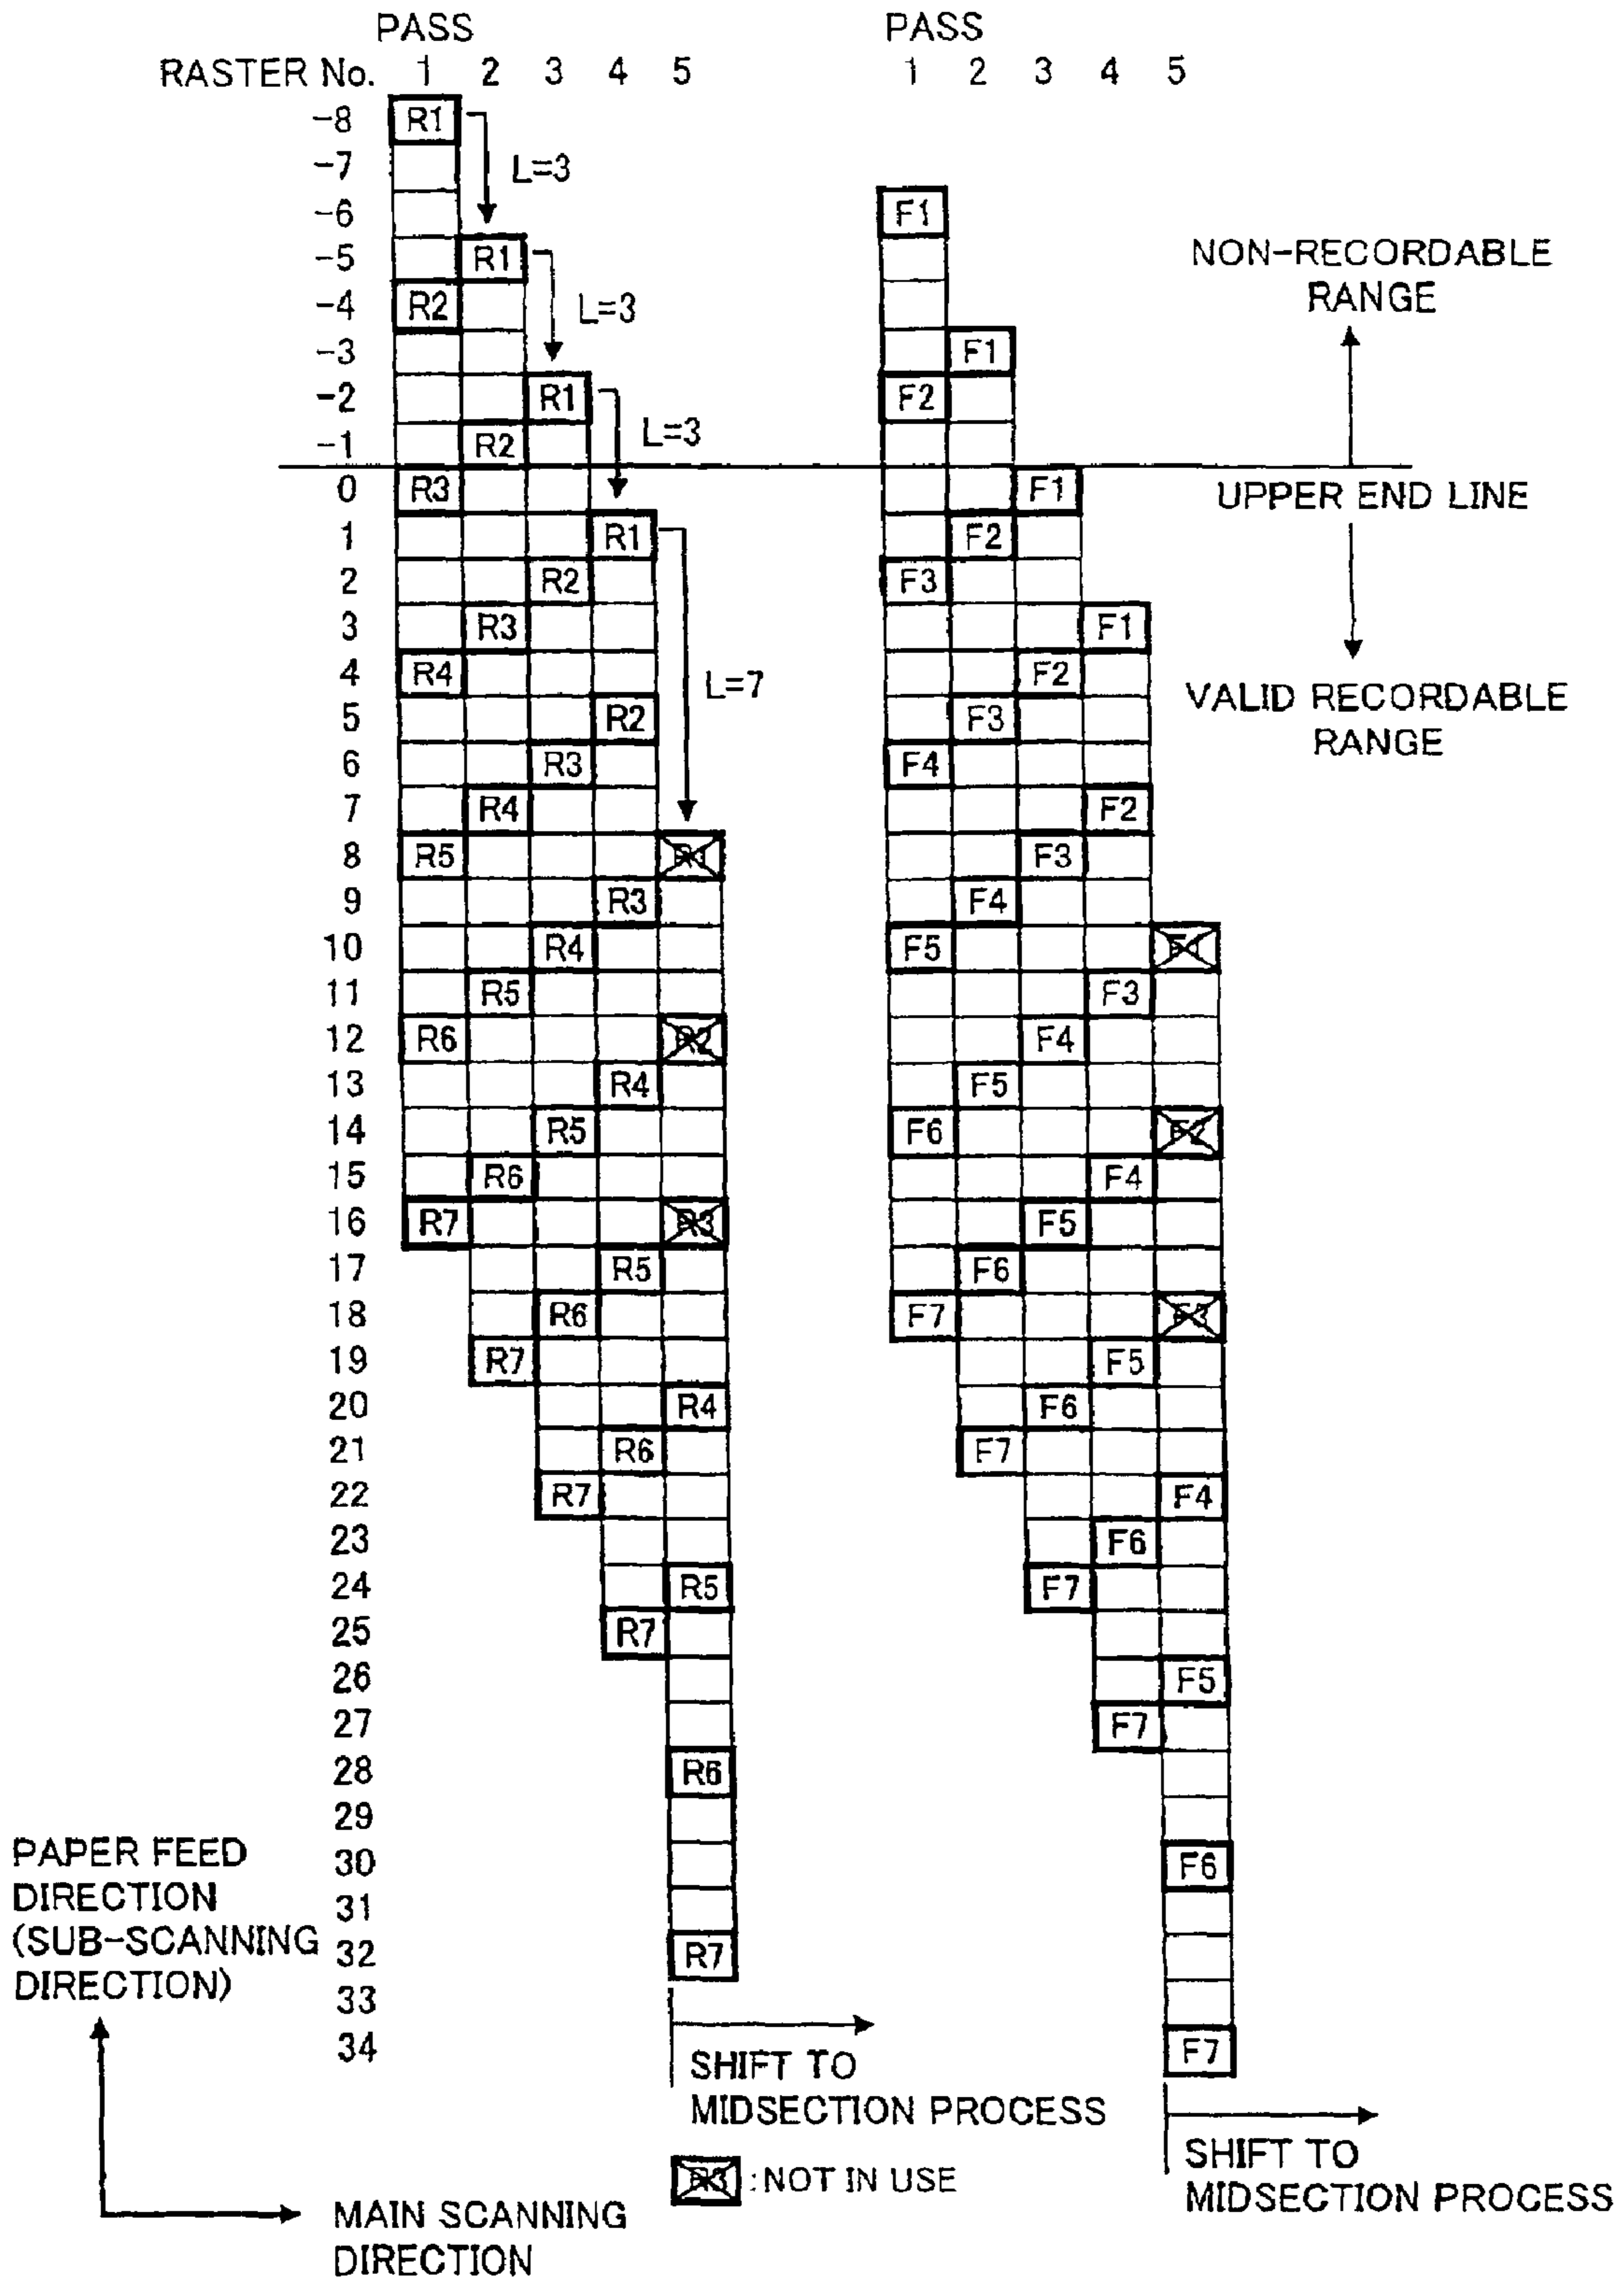 PASS PASS
RASTER No. 1 2 3 4 5 1 2 3 4 5
-8 R1
-7 L=3
-6 F1
-5 R1 NON-RECORDABLE
-4 R2 L=3 RANGE
-3 F1
-2 R1 F2
-1 R2 L=3
0 R3 F1 UPPER END LINE
1 R1 F2
2 R2 F3
3 R3 F1
4 R4 L=7 F2 VALID RECORDABLE
5 R2 F3 RANGE
6 R3 F4
7 R4 F2
8 R5 R1 F3
9 R3 F4
10 R4 F5 F1
11 R5 F3
12 R6 R2 F4
13 R4 F5
14 R5 F6 F2
15 R6 F4
16 R7 R3 F5
17 R5 F6
18 R6 F7 F3
19 R7 F5
20 R4 F6
21 R6 F7
22 R7 F4
23 F6
24 R5 F7
25 R7
26 F5
27 F7
28 R6
29
30 F6
31
32 R7
33
34 F7
PAPER FEED
DIRECTION
(SUB-SCANNING
DIRECTION)
SHIFT TO
MIDSECTION PROCESS
SHIFT TO
MIDSECTION PROCESS
R3 : NOT IN USE
MAIN SCANNING
DIRECTION